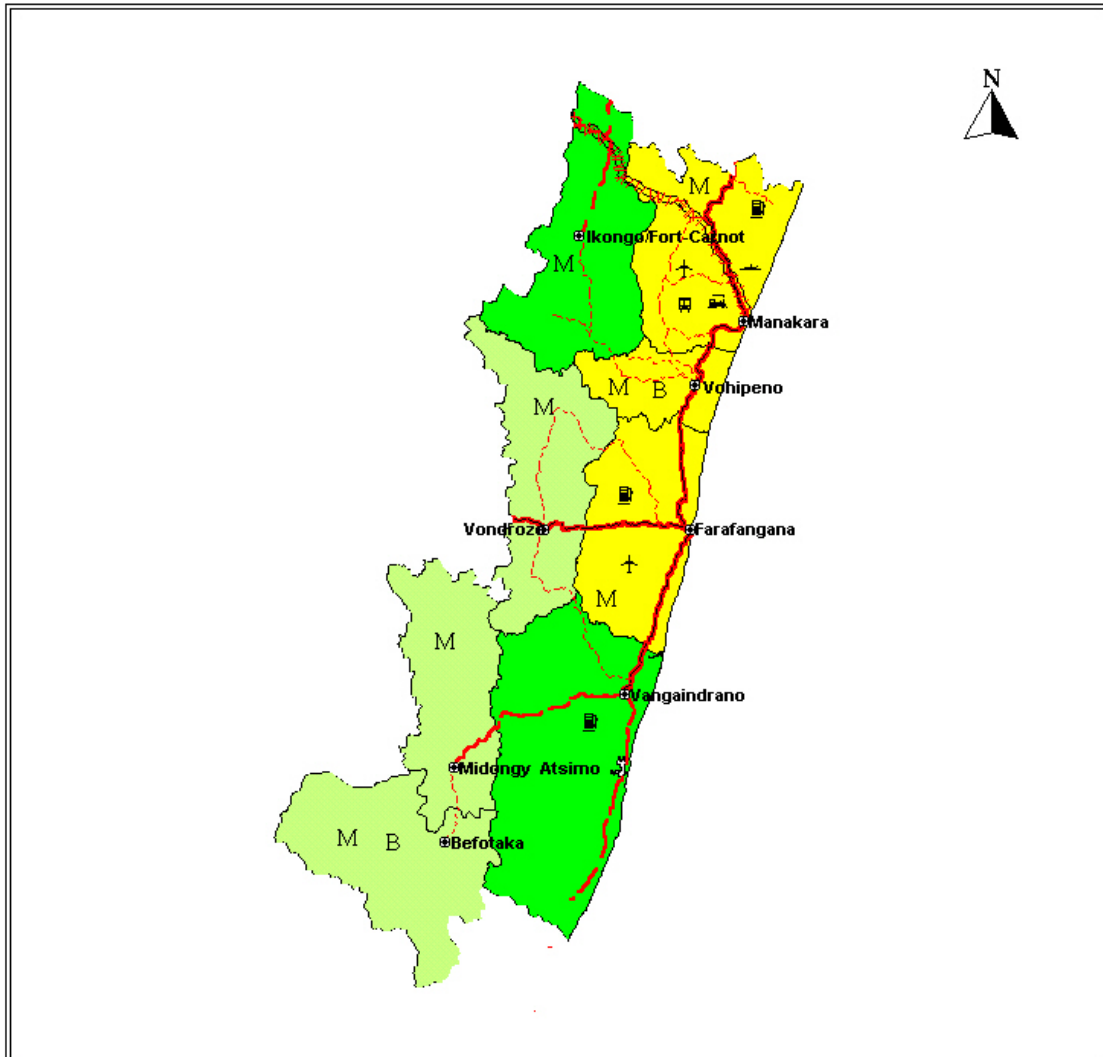 N
M
Ikongo/Fort-Carnot
M
Manakara
M B
Vohipeno
M
Vondrozo
Farafangana
M
M
Vangaindrano
Midongy Atsimo
M B
Befotaka